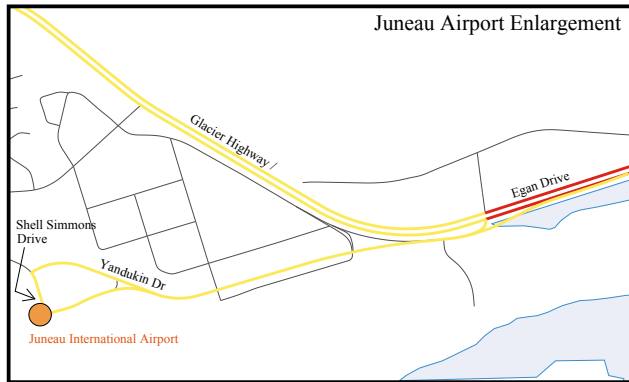 Juneau Airport Enlargement
Glacier Highway /
Egan Drive
Shell Simmons
Drive
Yandukin Dr
Juneau International Airport